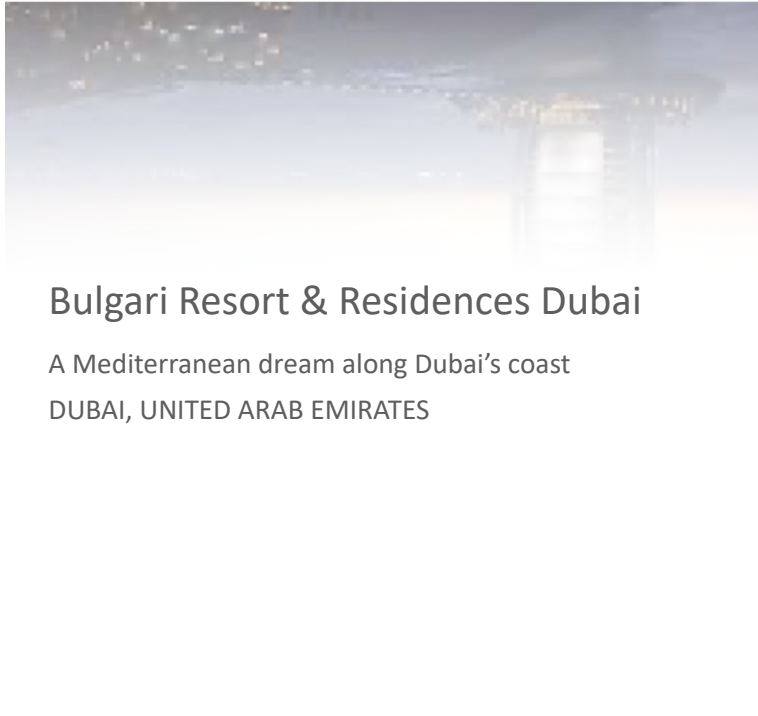 Bulgari Resort & Residences Dubai
A Mediterranean dream along Dubai’s coast
DUBAI, UNITED ARAB EMIRATES